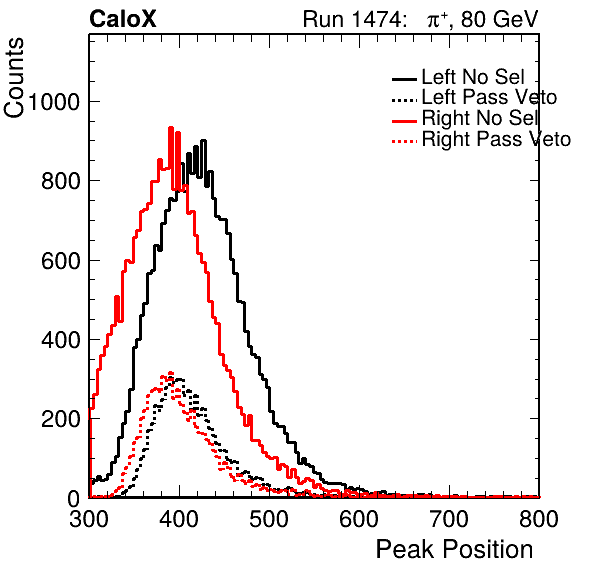 CaloX Run 1474: π⁺, 80 GeV
Counts
Left No Sel
Left Pass Veto
Right No Sel
Right Pass Veto
1000
800
600
400
200
0
300 400 500 600 700 800
Peak Position